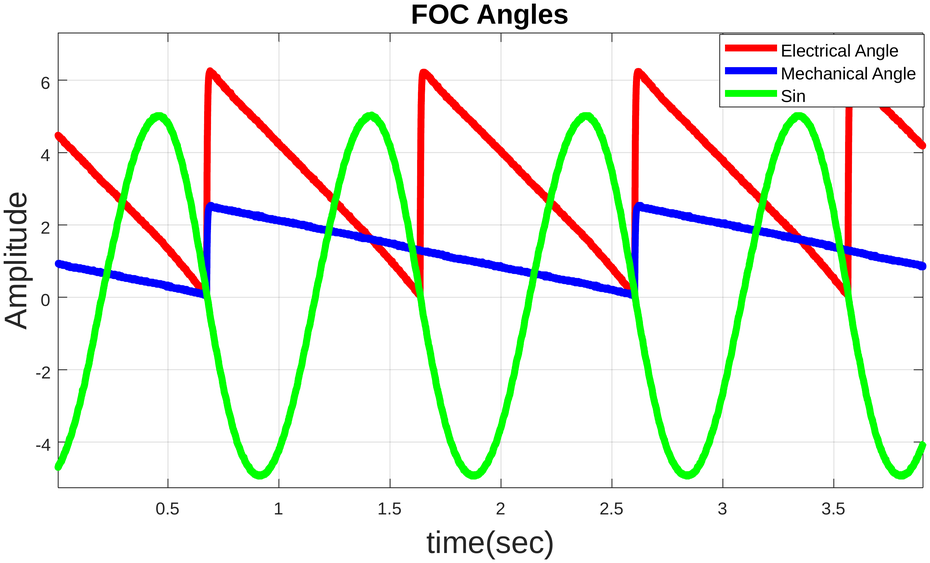 FOC Angles
Electrical Angle
Mechanical Angle
Sin
Amplitude
6
4
2
0
-2
-4
0.5 1 1.5 2 2.5 3 3.5
time(sec)